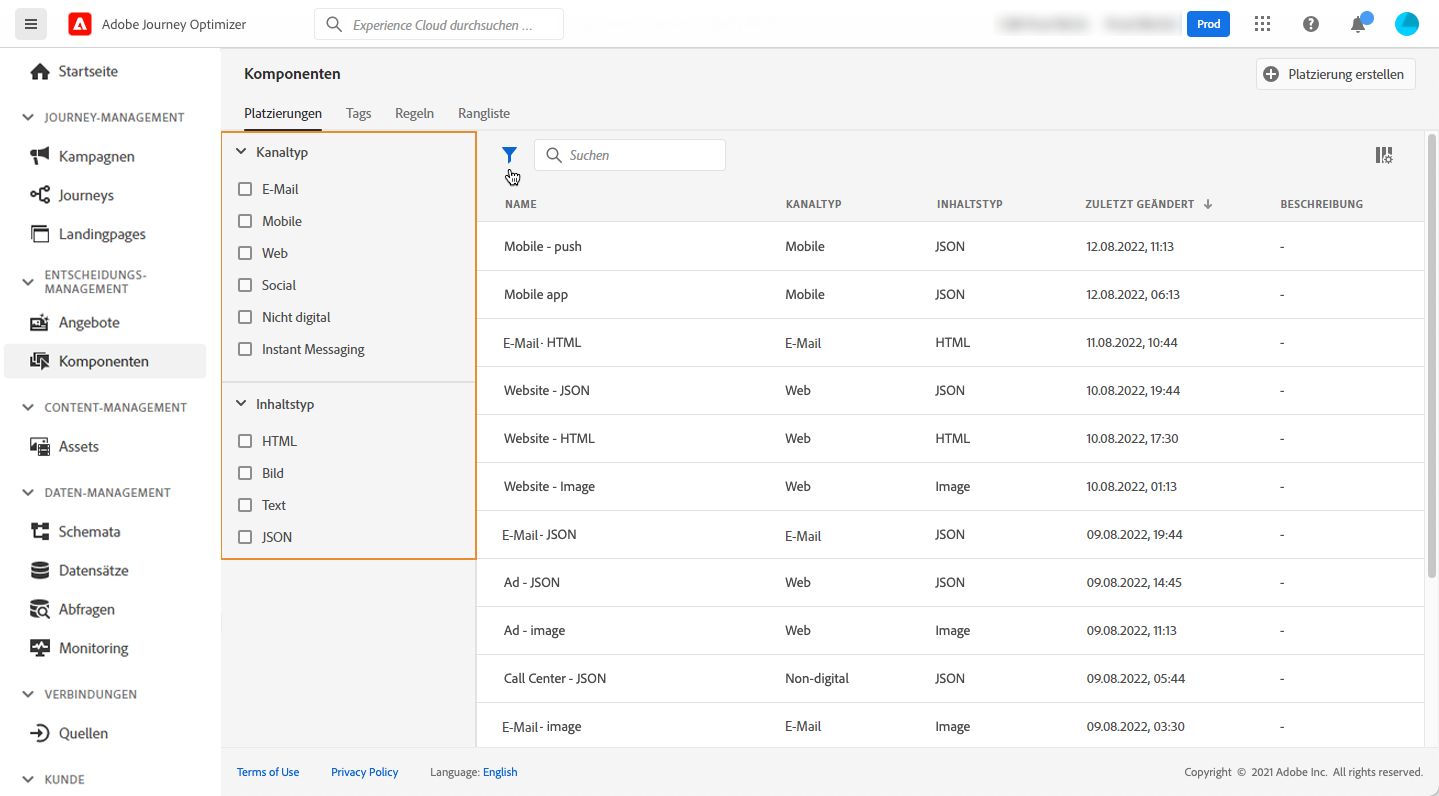 Adobe Journey Optimizer
Experience Cloud durchsuchen ...
Prod
Startseite
JOURNEY-MANAGEMENT
Kampagnen
Journeys
Landingpages
ENTSCHEIDUNGS-
MANAGEMENT
Angebote
Komponenten
CONTENT-MANAGEMENT
Assets
DATEN-MANAGEMENT
Schemata
Datensätze
Abfragen
Monitoring
VERBINDUNGEN
Quellen
KUNDE
Komponenten
Platzierung erstellen
Platzierungen Tags Regeln Rangliste
Kanaltyp
E-Mail
Mobile
Web
Social
Nicht digital
Instant Messaging
Inhaltstyp
HTML
Bild
Text
JSON
Suchen
NAME KANALTYP INHALTSTYP ZULETZT GEÄNDERT BESCHREIBUNG
Mobile - push Mobile JSON 12.08.2022, 11:13 -
Mobile app Mobile JSON 12.08.2022, 06:13 -
E-Mail - HTML E-Mail HTML 11.08.2022, 10:44 -
Website - JSON Web JSON 10.08.2022, 19:44 -
Website - HTML Web HTML 10.08.2022, 17:30 -
Website - Image Web Image 10.08.2022, 01:13 -
E-Mail - JSON E-Mail JSON 09.08.2022, 19:44 -
Ad - JSON Web JSON 09.08.2022, 14:45 -
Ad - image Web Image 09.08.2022, 11:13 -
Call Center - JSON Non-digital JSON 09.08.2022, 05:44 -
E-Mail - image E-Mail Image 09.08.2022, 03:30 -
Terms of Use Privacy Policy Language: English Copyright © 2021 Adobe Inc. All rights reserved.